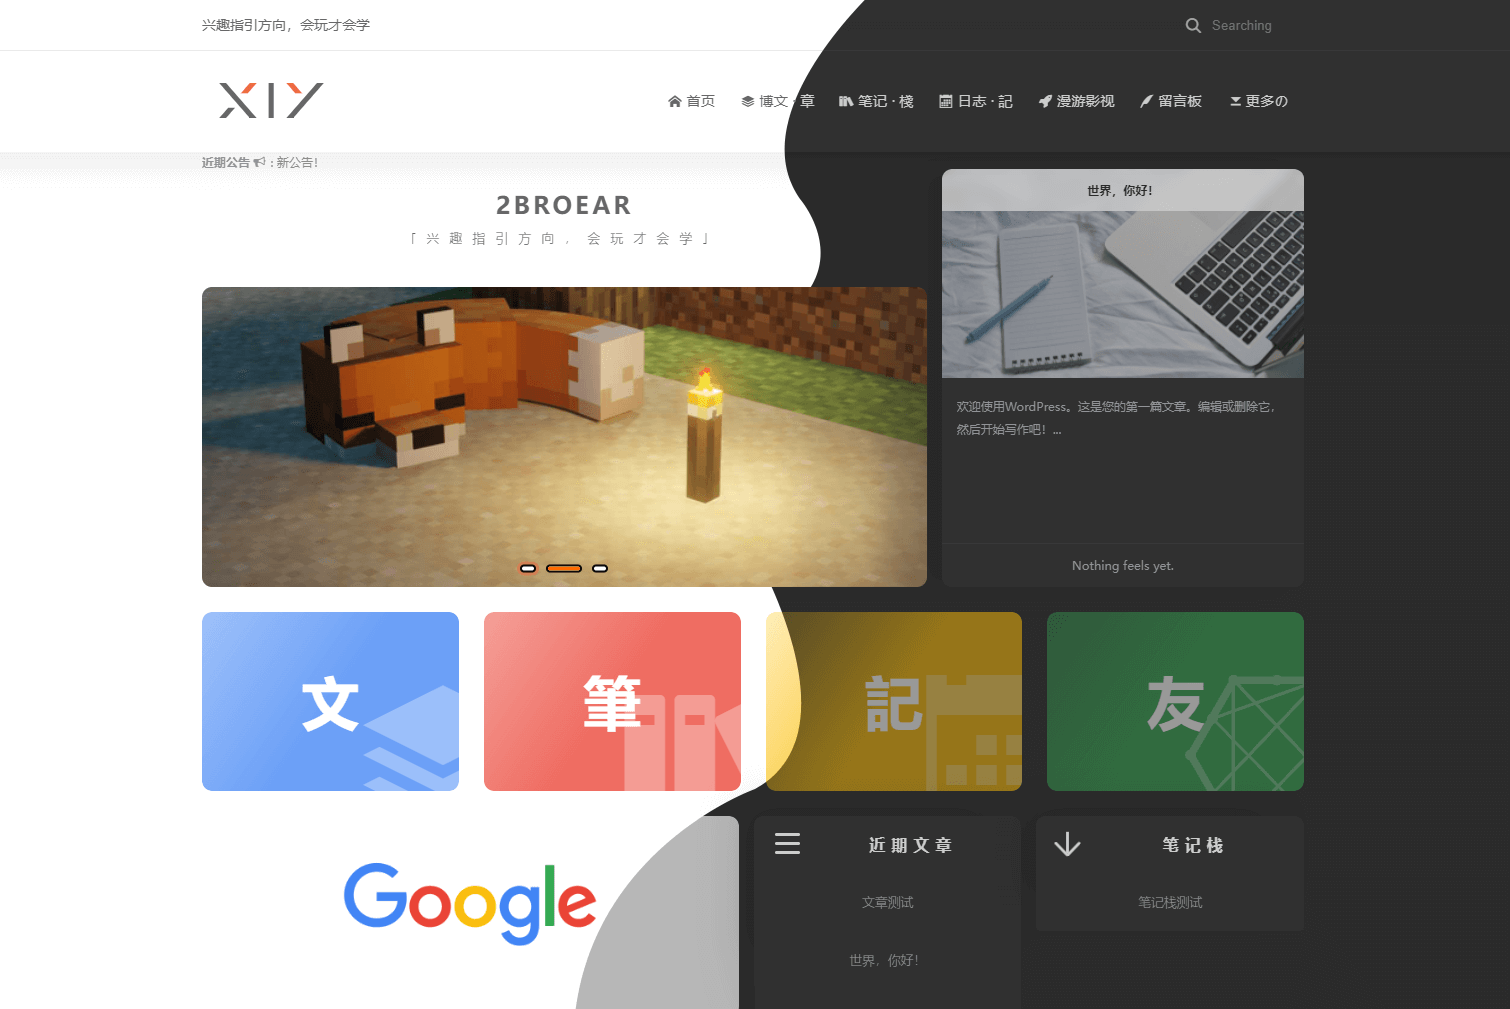 兴趣指引方向，会玩才会学
Searching
XIY
首页
博文 · 章
笔记 · 棧
日志 · 記
漫游影视
留言板
更多の
近期公告 : 新公告！
2BROEAR
「兴趣指引方向，会玩才会学」
世界，你好！
欢迎使用WordPress。这是您的第一篇文章。编辑或删除它，
然后开始写作吧！...
Nothing feels yet.
文
筆
記
友
Google
近期文章
笔记栈
文章测试
笔记栈测试
世界，你好！